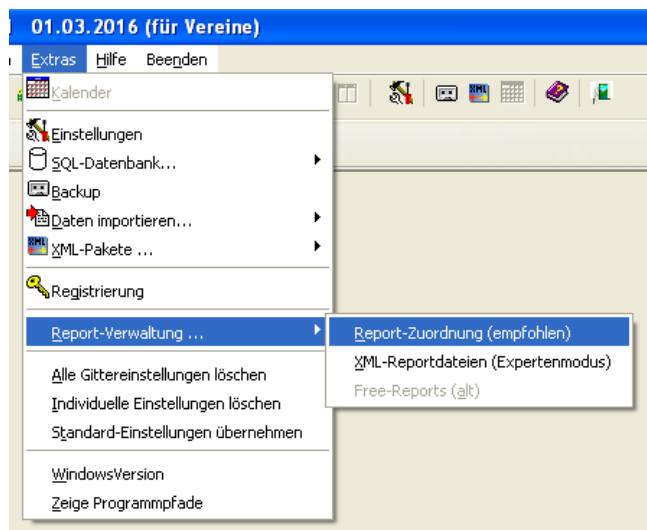 01.03.2016 (für Vereine)
Extras Hilfe Beenden
Kalender
Einstellungen
SQL-Datenbank...
Backup
Daten importieren...
XML-Pakete ...
Registrierung
Report-Verwaltung ...
Report-Zuordnung (empfohlen)
XML-Reportdateien (Expertenmodus)
Free-Reports (alt)
Alle Gittereinstellungen löschen
Individuelle Einstellungen löschen
Standard-Einstellungen übernehmen
WindowsVersion
Zeige Programmpfade